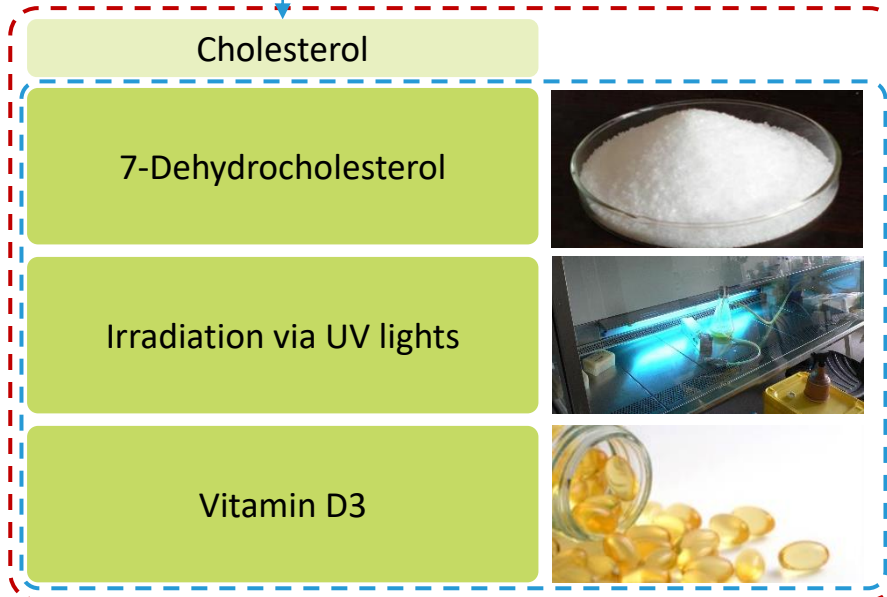 Cholesterol
7-Dehydrocholesterol
Irradiation via UV lights
Vitamin D3